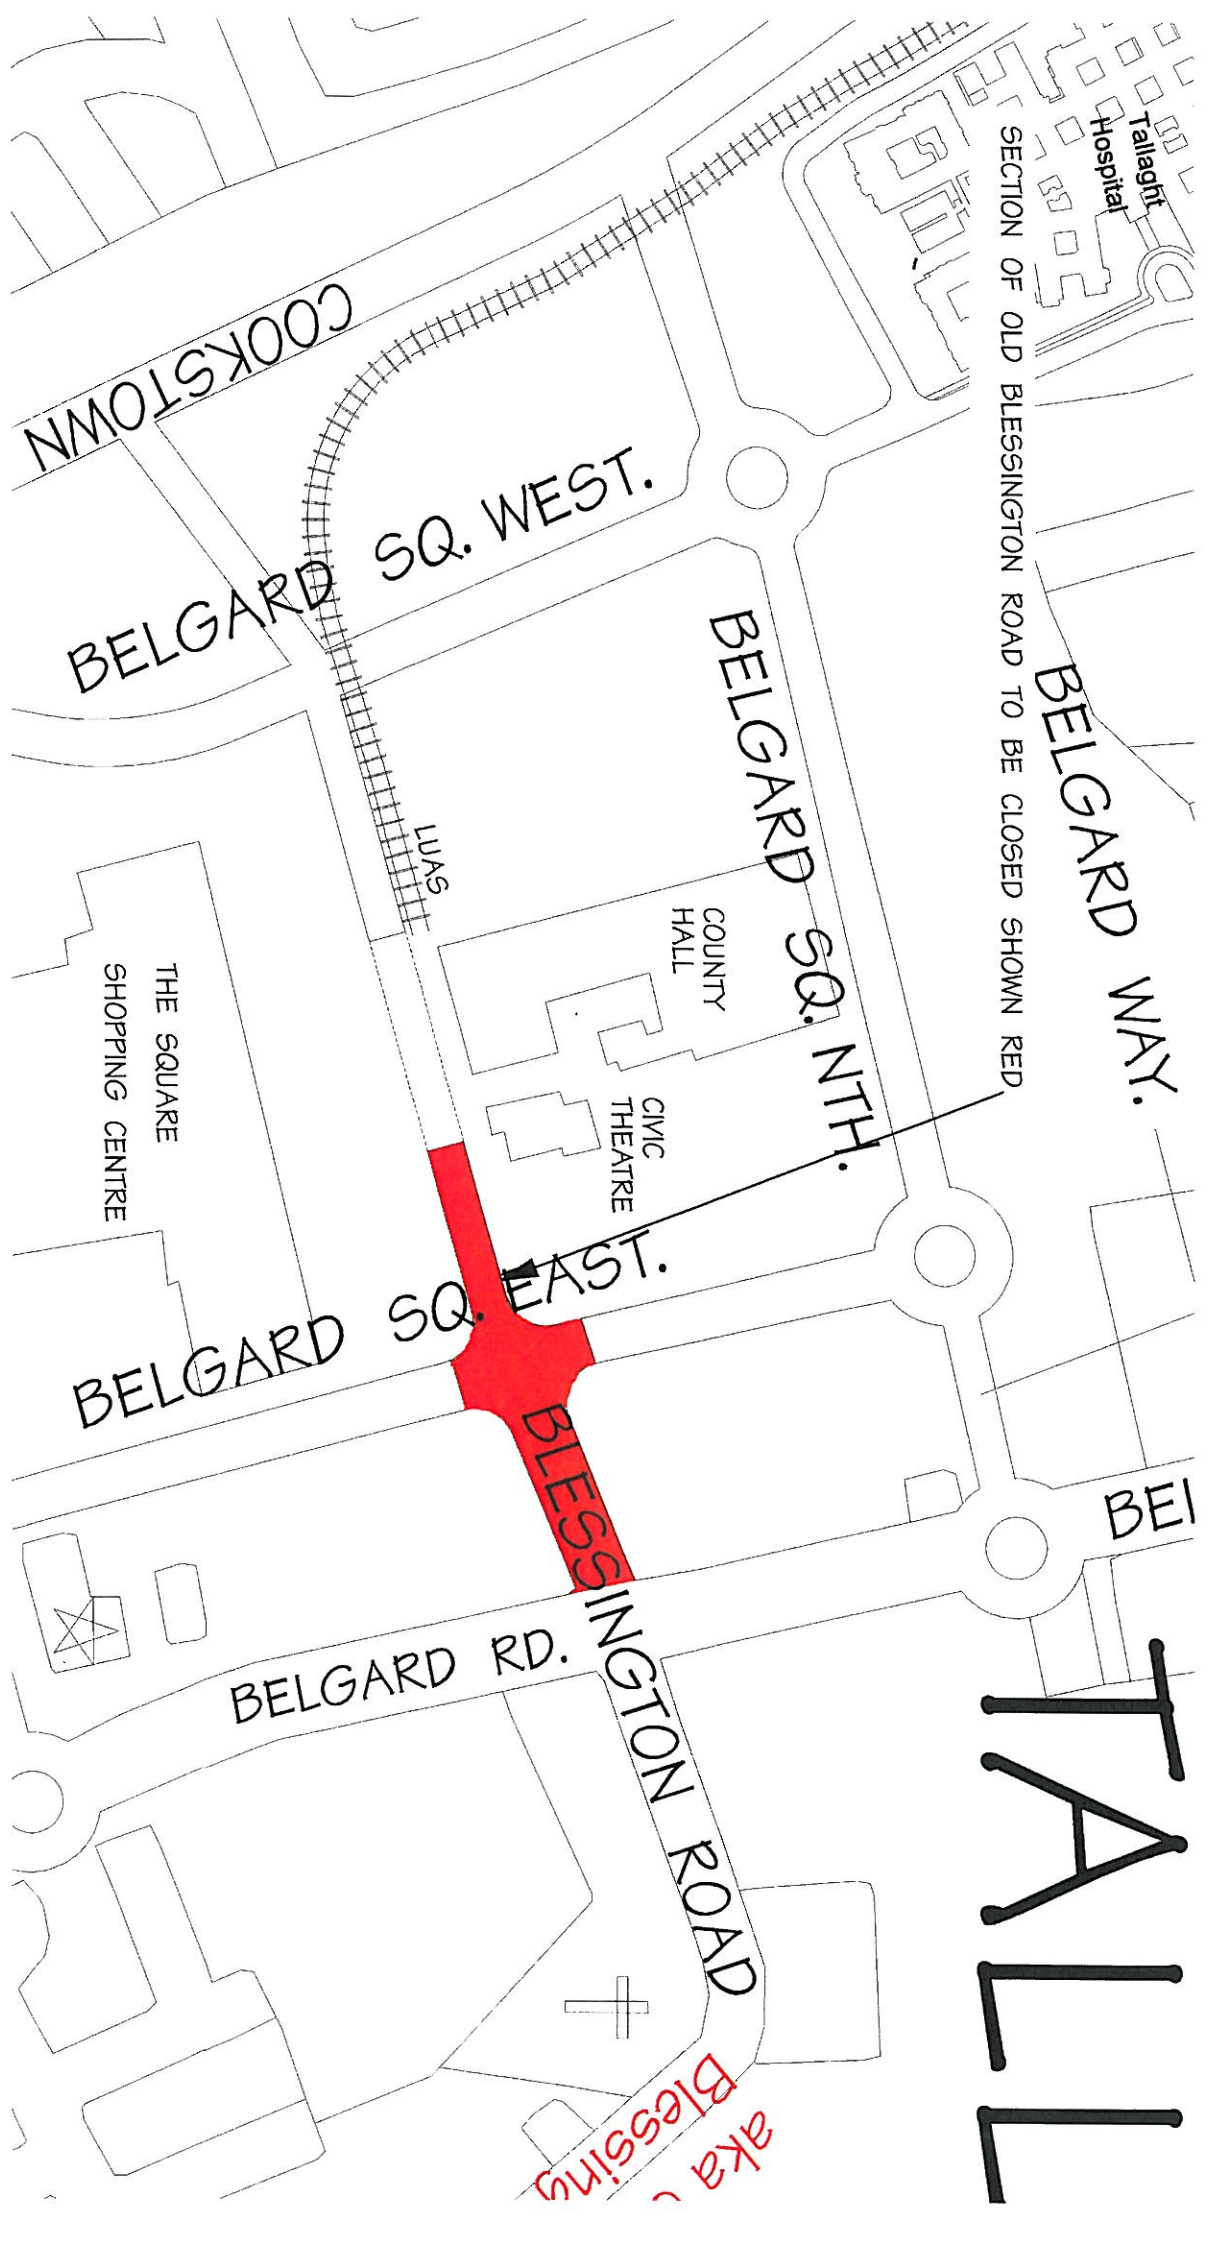 Tallaght
Hospital
SECTION OF OLD BLESSINGTON ROAD TO BE CLOSED SHOWN RED
BELGARD WAY.
COOKSTOWN
BELGARD SQ. WEST.
BELGARD SQ. NTH.
LUAS
COUNTY
HALL
CIVIC
THEATRE
THE SQUARE
SHOPPING CENTRE
BELGARD SQ. EAST.
BLESSINGTON ROAD
BELGARD RD.
BEL
TALL
aka
Blessing